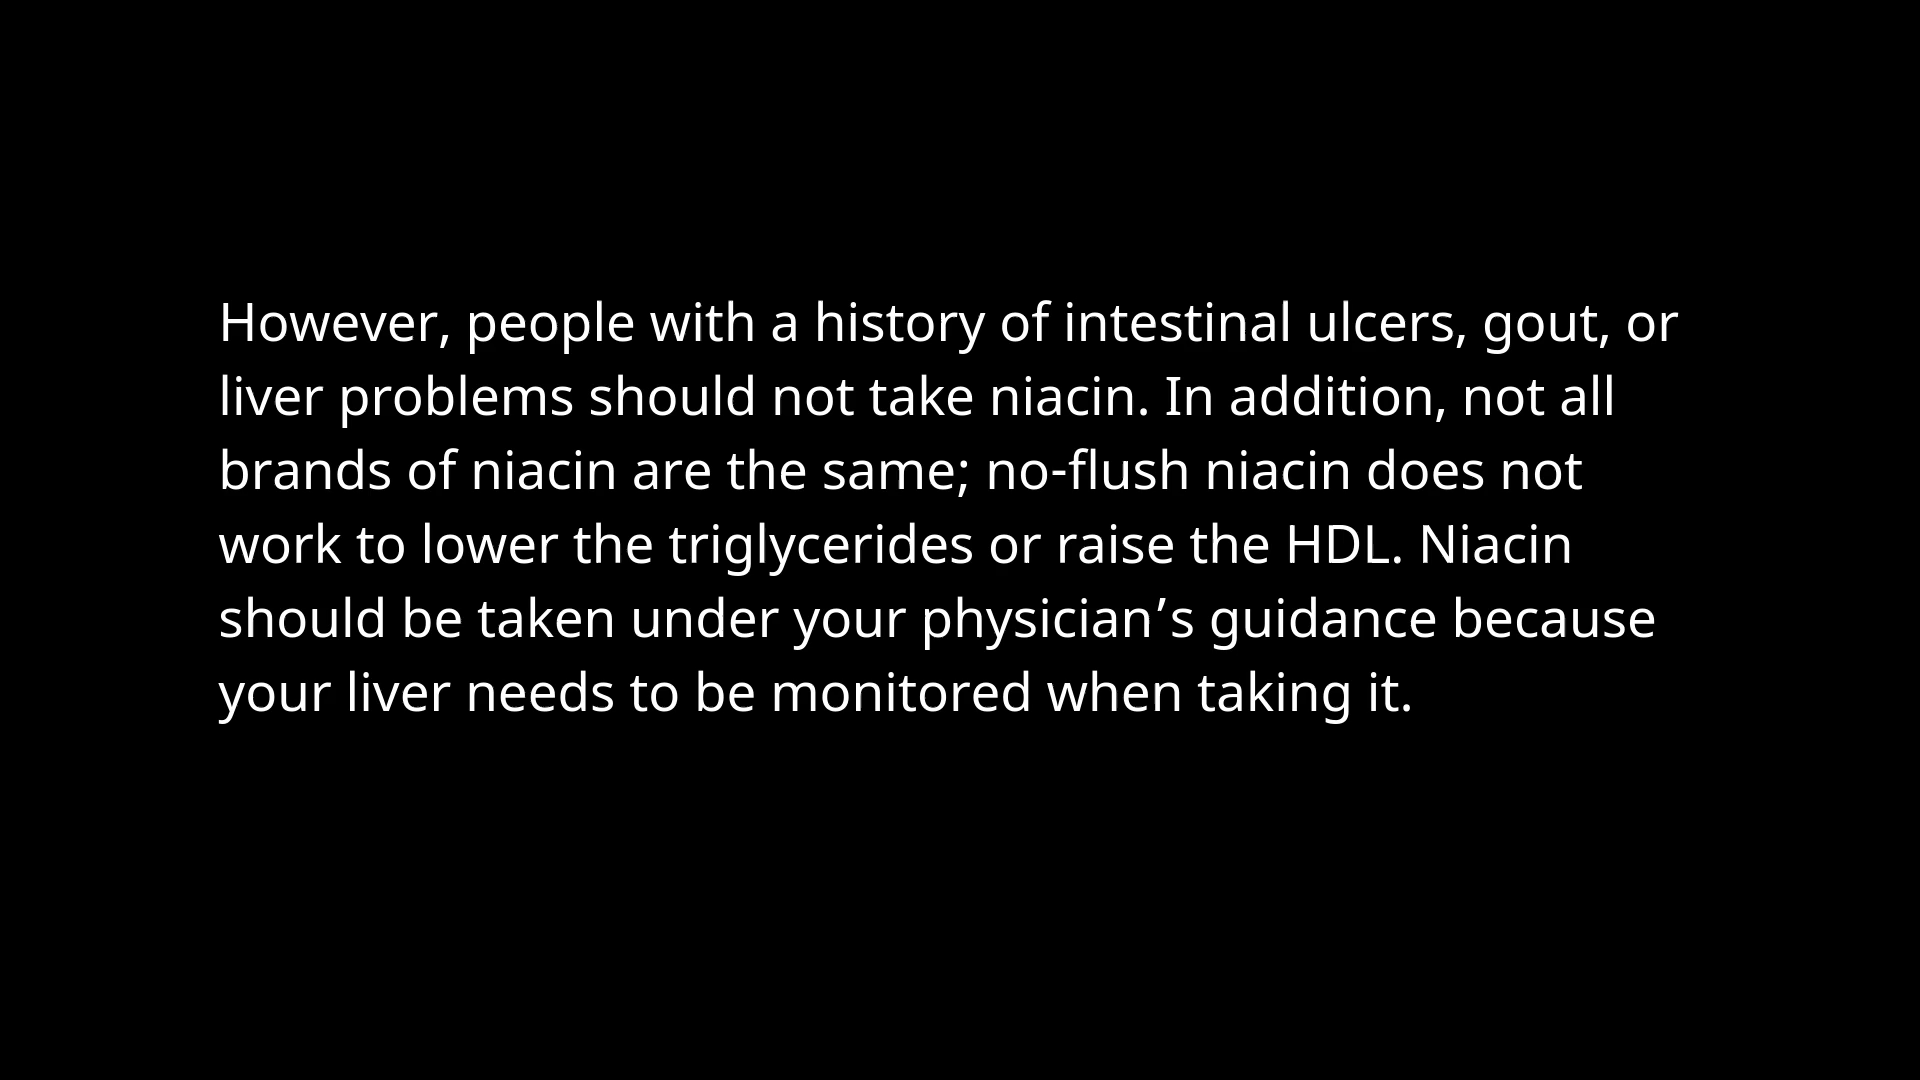 However, people with a history of intestinal ulcers, gout, or
liver problems should not take niacin. In addition, not all
brands of niacin are the same; no-flush niacin does not
work to lower the triglycerides or raise the HDL. Niacin
should be taken under your physician’s guidance because
your liver needs to be monitored when taking it.